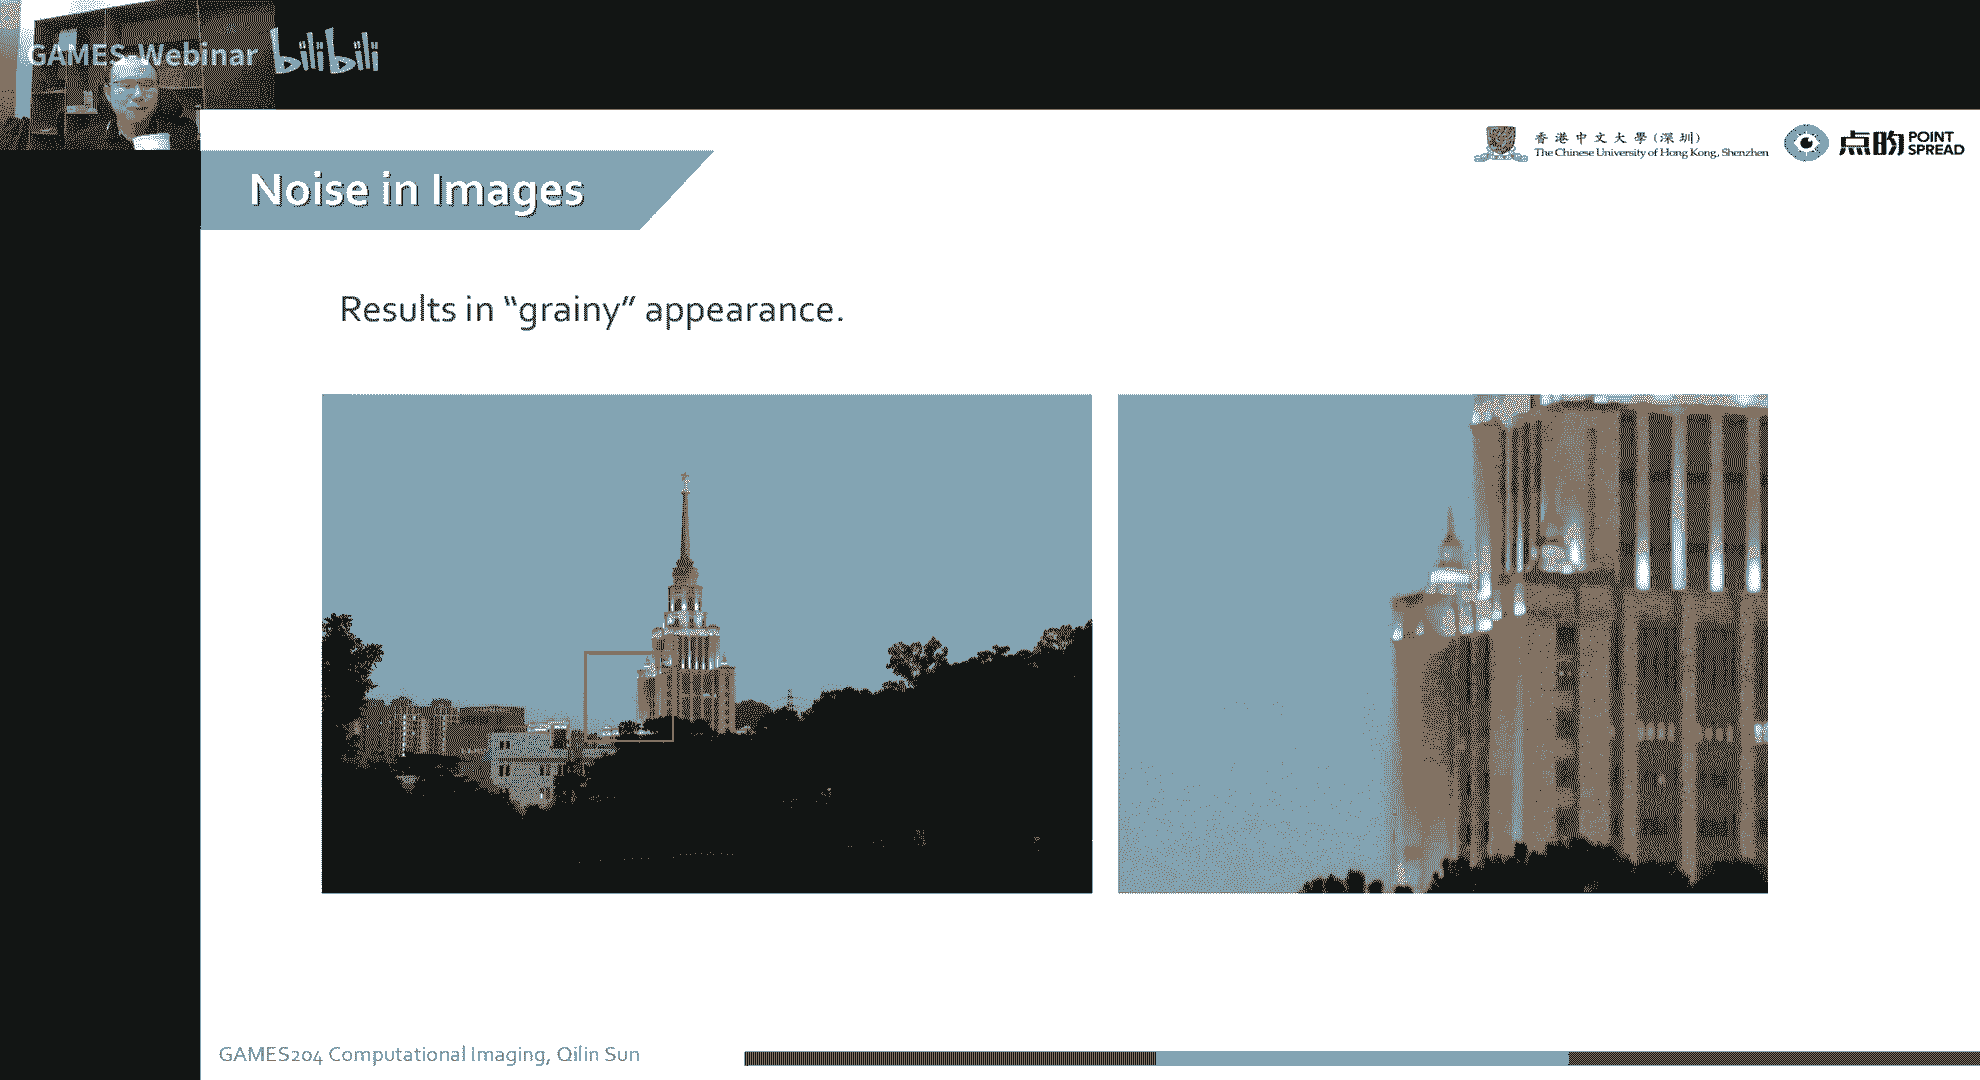 GAMES-Webinar bilibili
香港中文大學(深圳)
The Chinese University of Hong Kong, Shenzhen
点昀 POINT
SPREAD
Noise in Images
Results in “grainy” appearance.
GAMES204 Computational Imaging, Qilin Sun